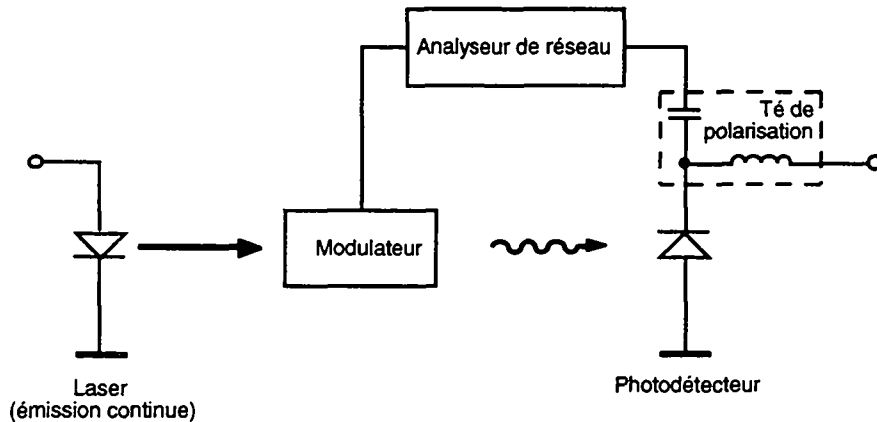 Analyseur de réseau
Té de
polarisation
Modulateur
Laser
(émission continue)
Photodétecteur